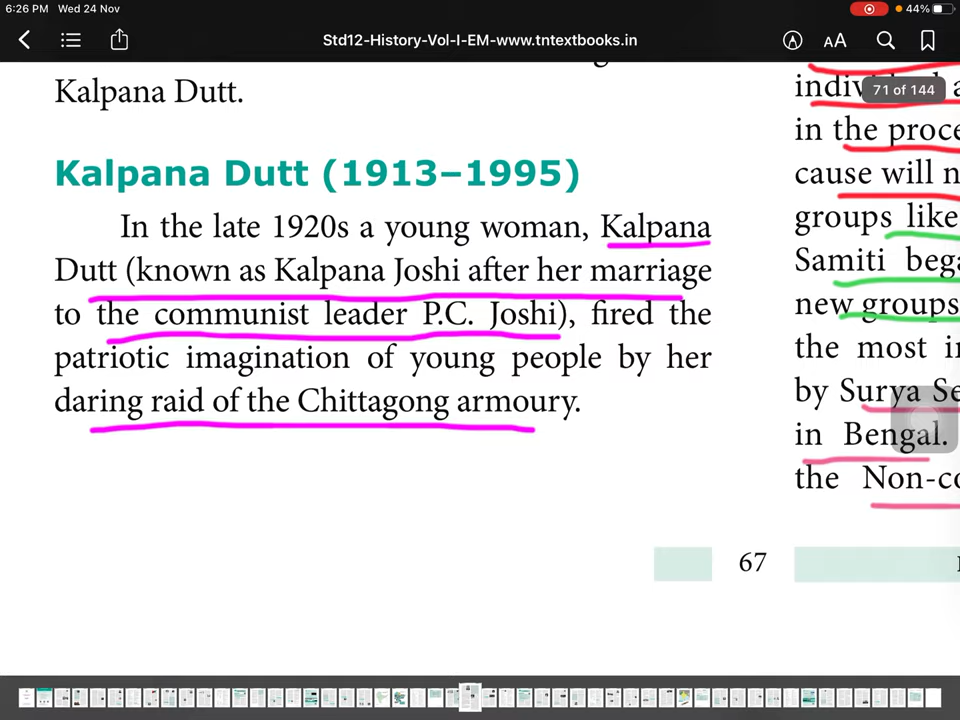 6:26 PM Wed 24 Nov
44%
Std12-History-Vol-I-EM-www.tntextbooks.in
AA
71 of 144
Kalpana Dutt.
Kalpana Dutt (1913–1995)
In the late 1920s a young woman, Kalpana
Dutt (known as Kalpana Joshi after her marriage
to the communist leader P.C. Joshi), fired the
patriotic imagination of young people by her
daring raid of the Chittagong armoury.
67
in the proce
cause will n
groups like
Samiti bega
new groups
the most in
by Surya Se
in Bengal.
the Non-co